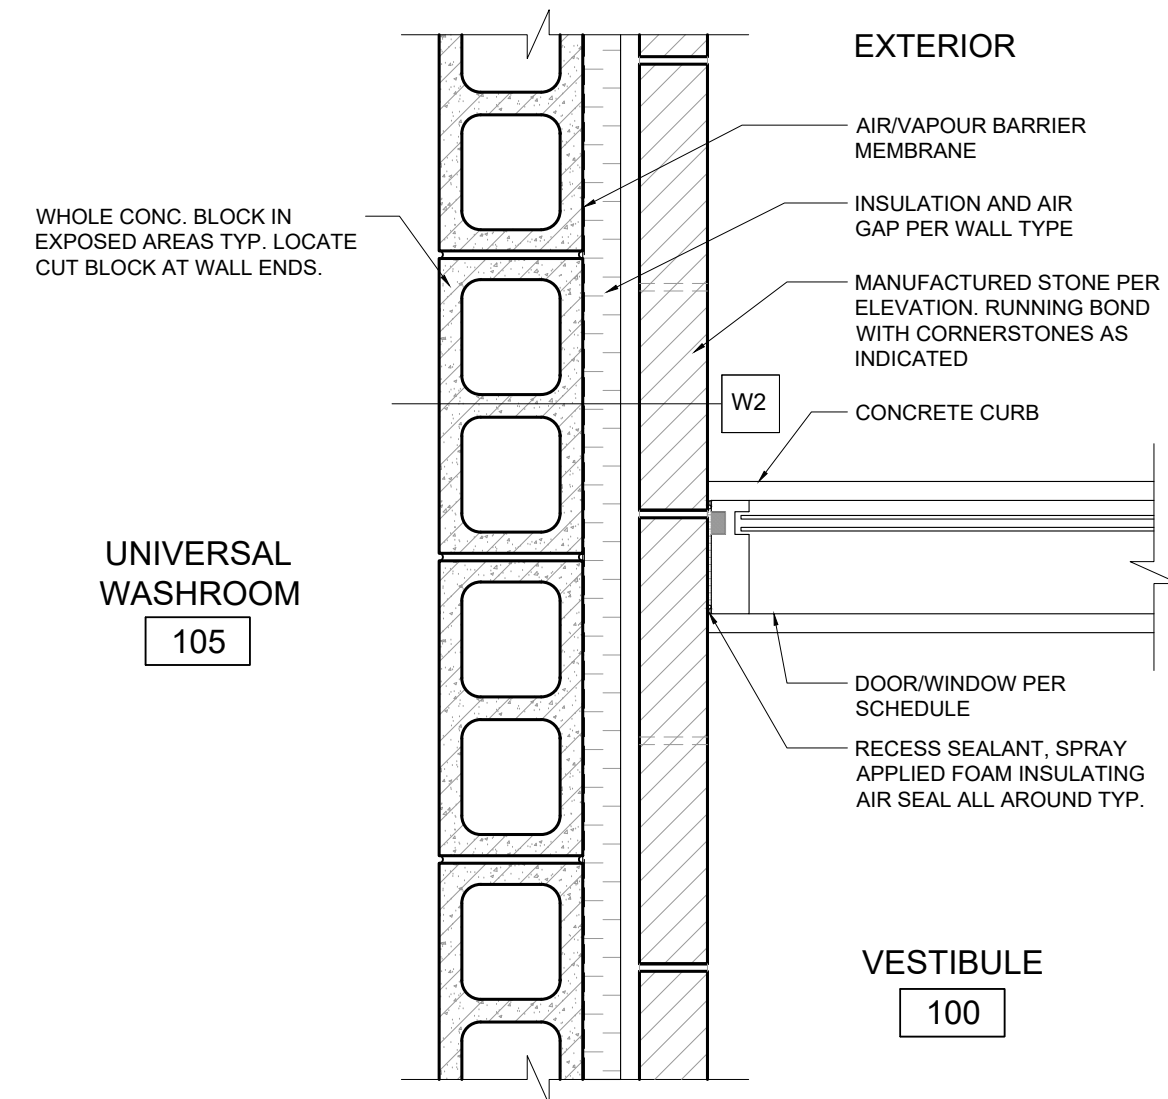 EXTERIOR
AIR/VAPOUR BARRIER
MEMBRANE
INSULATION AND AIR
GAP PER WALL TYPE
WHOLE CONC. BLOCK IN
EXPOSED AREAS TYP. LOCATE
CUT BLOCK AT WALL ENDS.
MANUFACTURED STONE PER
ELEVATION. RUNNING BOND
WITH CORNERSTONES AS
INDICATED
W2
CONCRETE CURB
UNIVERSAL
WASHROOM
105
DOOR/WINDOW PER
SCHEDULE
RECESS SEALANT, SPRAY
APPLIED FOAM INSULATING
AIR SEAL ALL AROUND TYP.
VESTIBULE
100